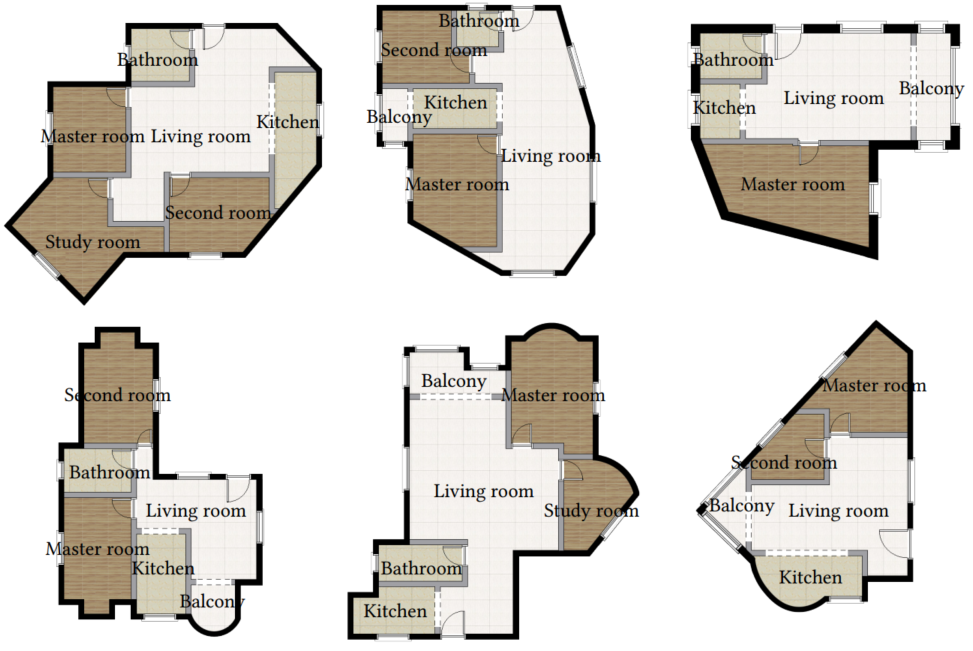 Bathroom
Master room
Living room
Kitchen
Second room
Study room
Bathroom
Second room
Kitchen
Balcony
Living room
Master room
Bathroom
Balcony
Kitchen
Living room
Master room
Second room
Bathroom
Living room
Master room
Kitchen
Balcony
Balcony
Master room
Living room
Study room
Bathroom
Kitchen
Master room
Second room
Balcony
Living room
Kitchen